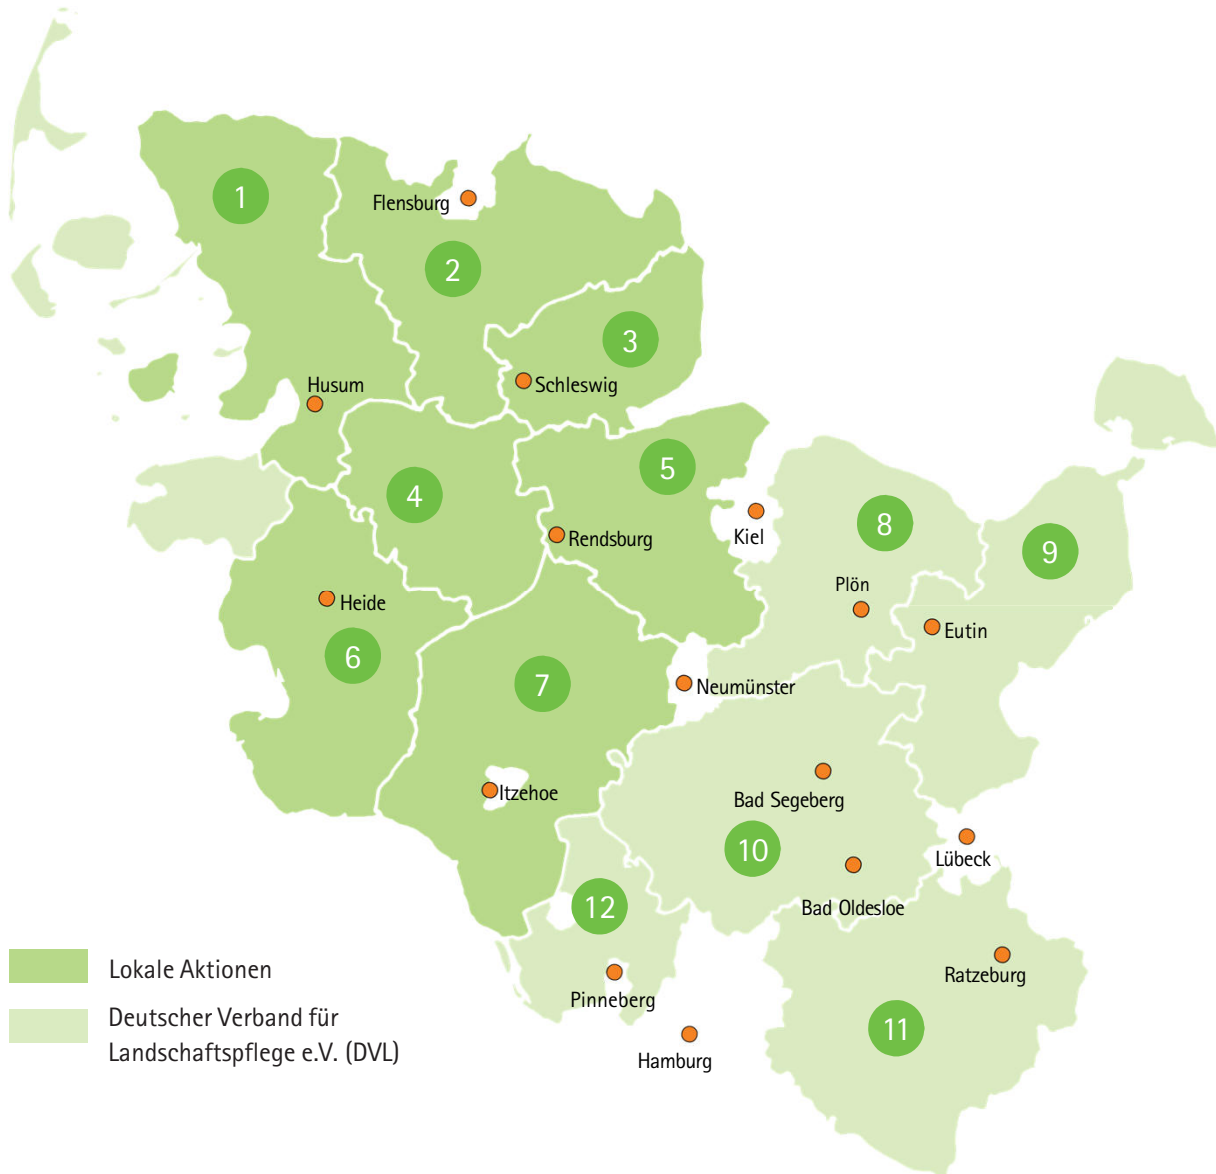 1
Flensburg
2
3
Husum
Schleswig
4
5
Rendsburg
Kiel
8
9
Plön
Heide
Eutin
6
7
Neumünster
Itzehoe
Bad Segeberg
10
Lübeck
Bad Oldesloe
12
Ratzeburg
Pinneberg
11
Hamburg
Lokale Aktionen
Deutscher Verband für
Landschaftspflege e.V. (DVL)